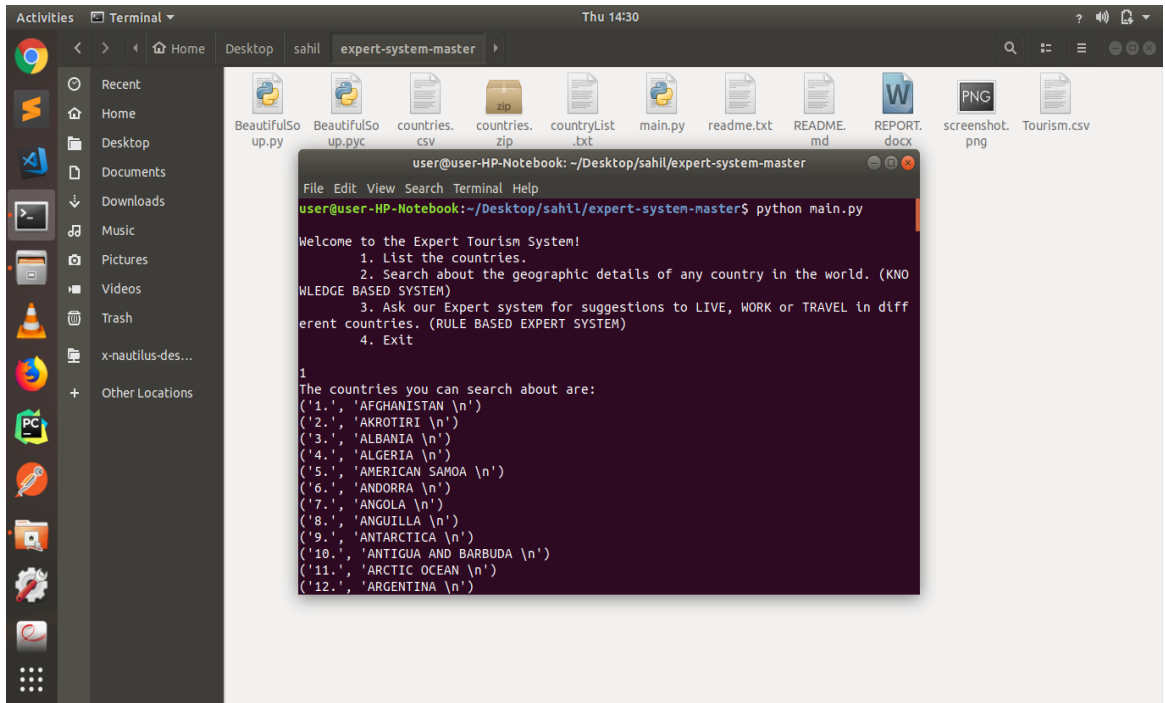 Activities Terminal Thu 14:30 ?
Home Desktop sahil expert-system-master
Recent
Home
Desktop
Documents
Downloads
Music
Pictures
Videos
Trash
x-nautilus-des...
+ Other Locations
BeautifulSo
up.py
BeautifulSo
up.pyc
countries.
csv
zip
countries.
zip
countryList
.txt
main.py
readme.txt
README.
md
W
REPORT.
docx
PNG
screenshot.
png
Tourism.csv
PC
user@user-HP-Notebook: ~/Desktop/sahil/expert-system-master
File Edit View Search Terminal Help
user@user-HP-Notebook:~/Desktop/sahil/expert-system-master$ python main.py
Welcome to the Expert Tourism System!
1. List the countries.
2. Search about the geographic details of any country in the world. (KNO
WLEDGE BASED SYSTEM)
3. Ask our Expert system for suggestions to LIVE, WORK or TRAVEL in diff
erent countries. (RULE BASED EXPERT SYSTEM)
4. Exit
1
The countries you can search about are:
('1.', 'AFGHANISTAN \n')
('2.', 'AKROTIRI \n')
('3.', 'ALBANIA \n')
('4.', 'ALGERIA \n')
('5.', 'AMERICAN SAMOA \n')
('6.', 'ANDORRA \n')
('7.', 'ANGOLA \n')
('8.', 'ANGUILLA \n')
('9.', 'ANTARCTICA \n')
('10.', 'ANTIGUA AND BARBUDA \n')
('11.', 'ARCTIC OCEAN \n')
('12.', 'ARGENTINA \n')